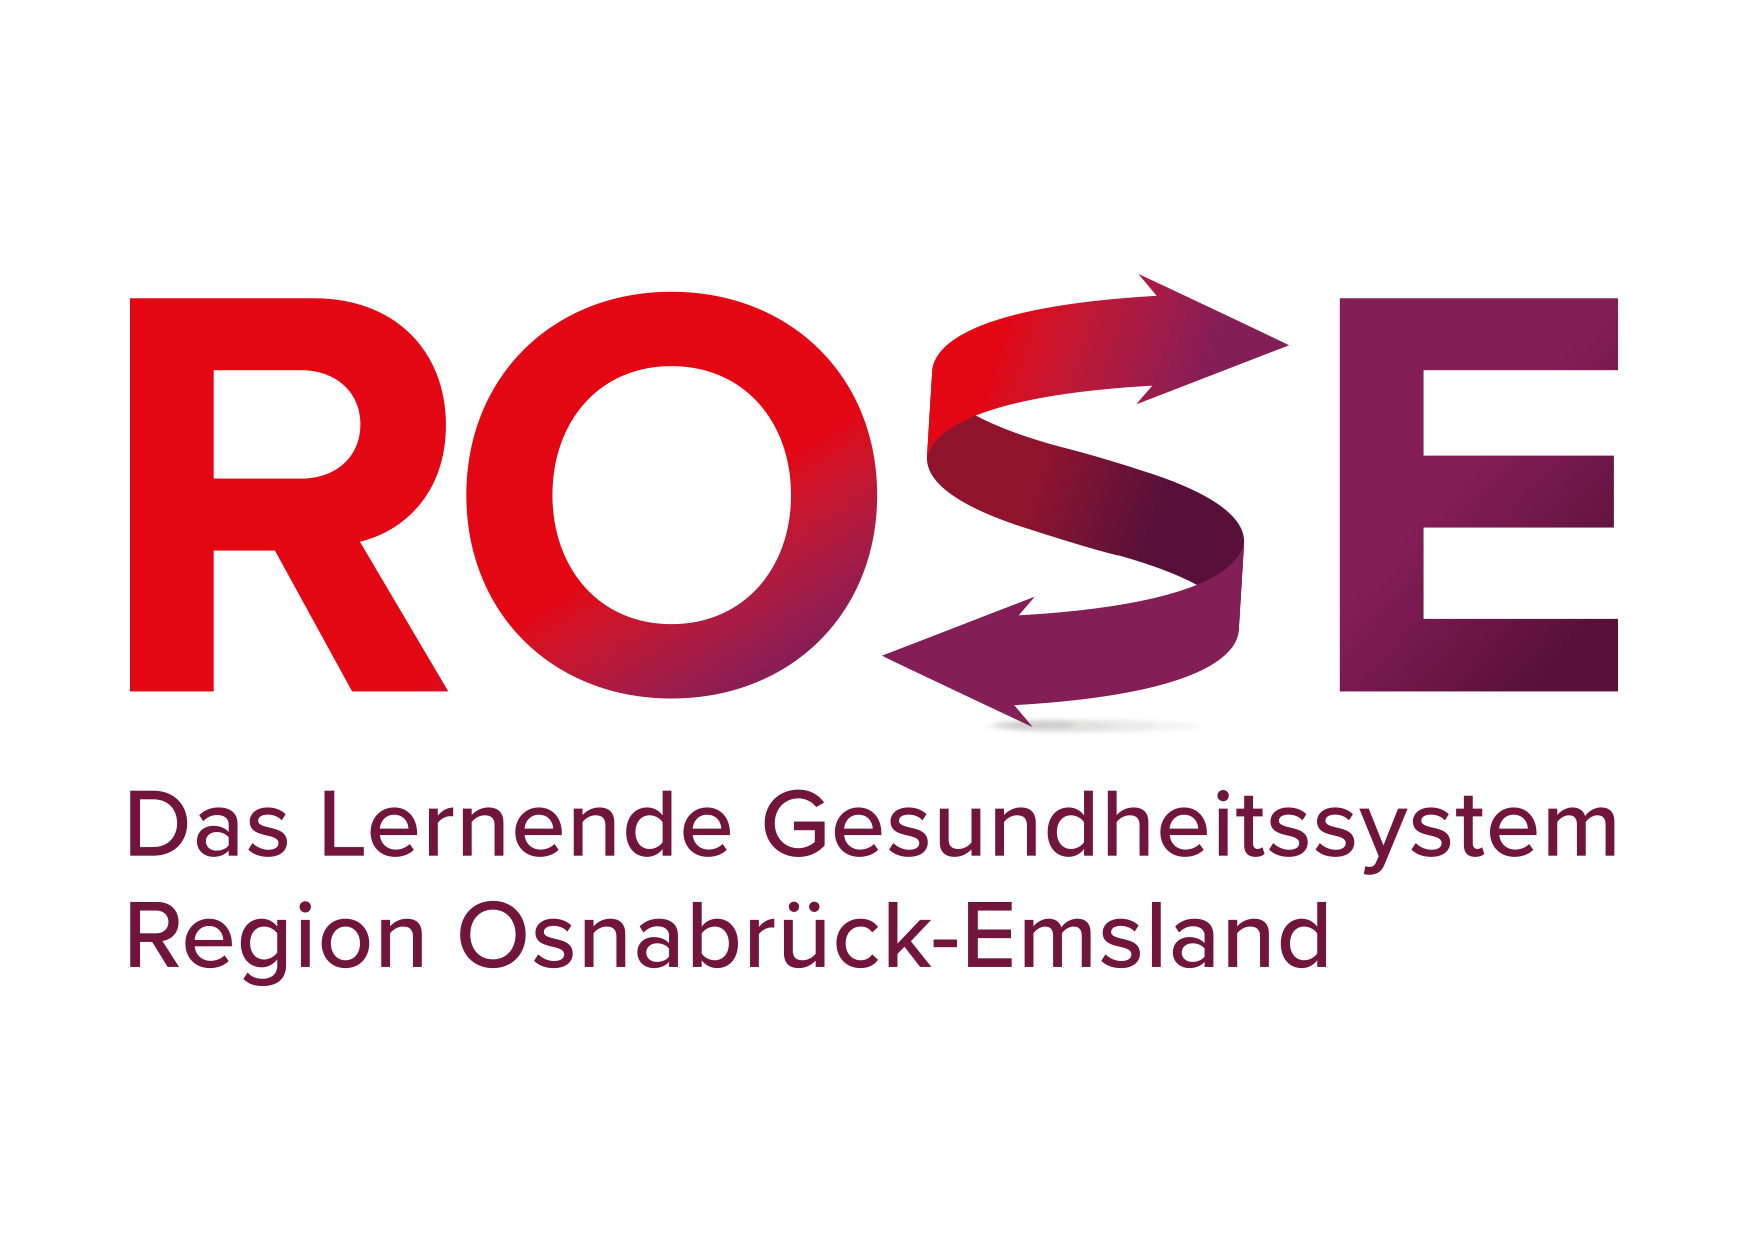 ROSE
Das Lernende Gesundheitssystem
Region Osnabrück-Emsland